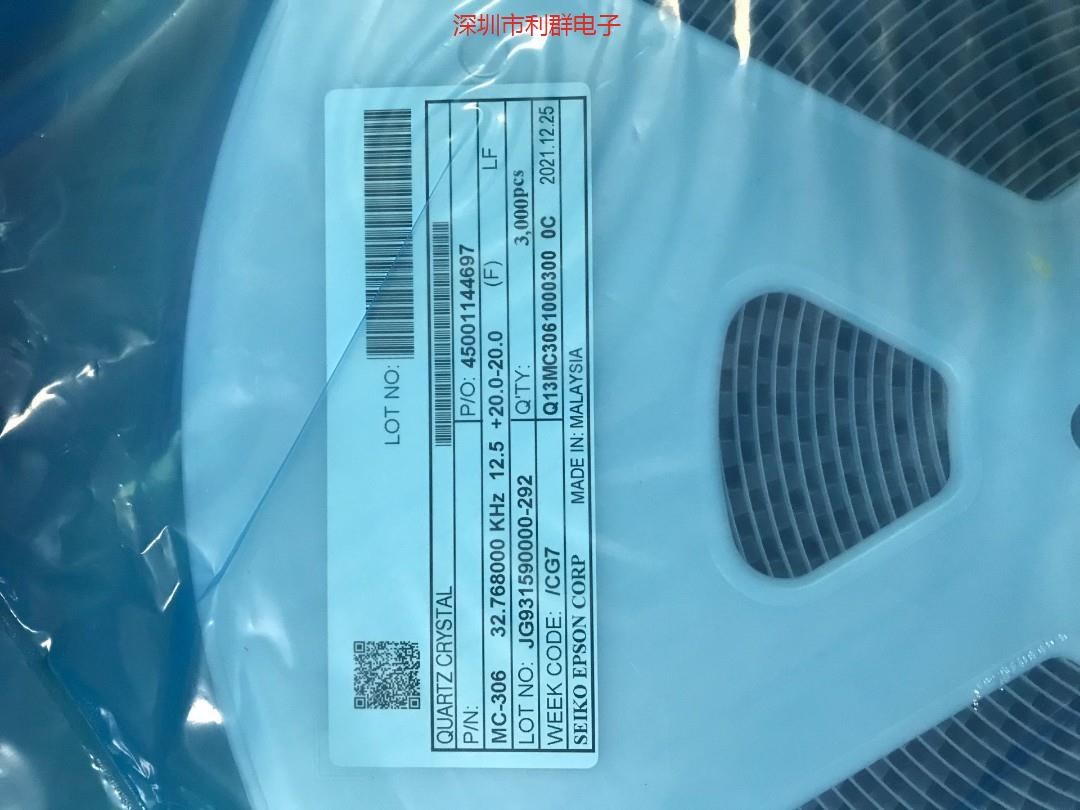 深圳市利群电子
LOT NO:
QUARTZ CRYSTAL
P/N: P/O: 45001144697
MC-306 32.768000 KHz 12.5 +20.0-20.0 (F) LF
LOT NO: JG931590000-292 Q'TY: 3,000pcs
WEEK CODE: /CG7 Q13MC3061000300 0C 2021.12.25
SEIKO EPSON CORP MADE IN: MALAYSIA